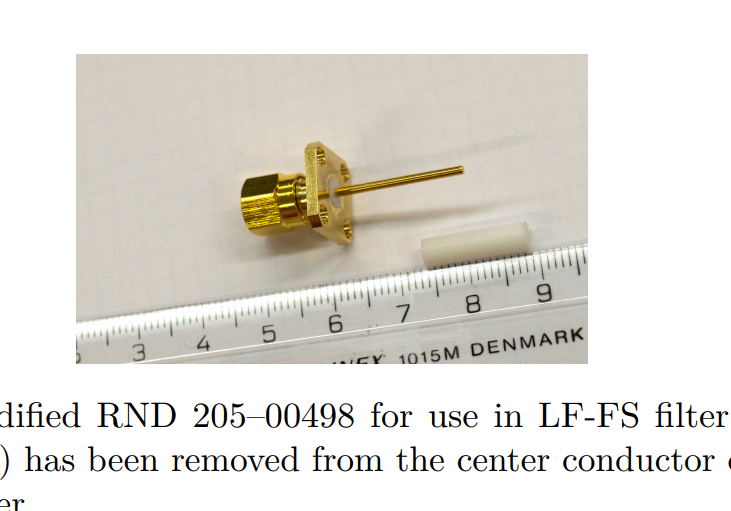 3 4 5 6 7 8 9
1015M DENMARK
dified RND 205–00498 for use in LF-FS filter
) has been removed from the center conductor
er